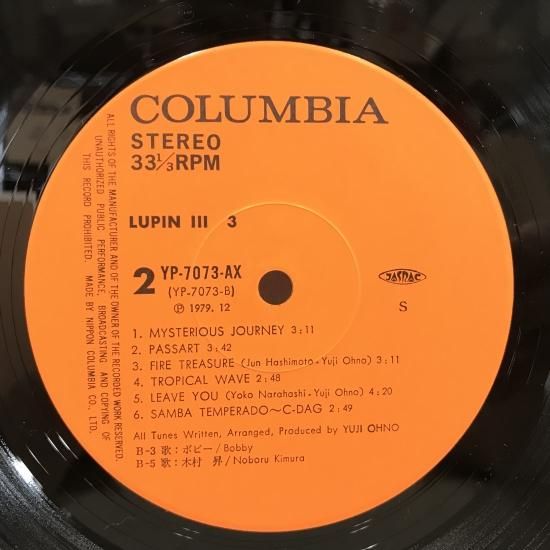 COLUMBIA
STEREO
33 1/3 RPM
LUPIN III 3
2 YP-7073-AX
(YP-7073-B)
Ⓟ 1979. 12
JASRAC
S
1. MYSTERIOUS JOURNEY 3:11
2. PASSART 3:42
3. FIRE TREASURE (Jun Hashimoto-Yuji Ohno) 3:11
4. TROPICAL WAVE 2:48
5. LEAVE YOU (Yoko Narahashi-Yuji Ohno) 4:20
6. SAMBA TEMPERADO〜C-DAG 2:49
All Tunes Written, Arranged, Produced by YUJI OHNO
B-3 歌:ボビー/Bobby
B-5 歌:木村 昇/Noboru Kimura
ALL RIGHTS OF THE MANUFACTURER AND OF THE OWNER OF THE RECORDED WORK RESERVED.
UNAUTHORIZED PUBLIC PERFORMANCE, BROADCASTING AND COPYING OF
THIS RECORD PROHIBITED. MADE BY NIPPON COLUMBIA CO., LTD.